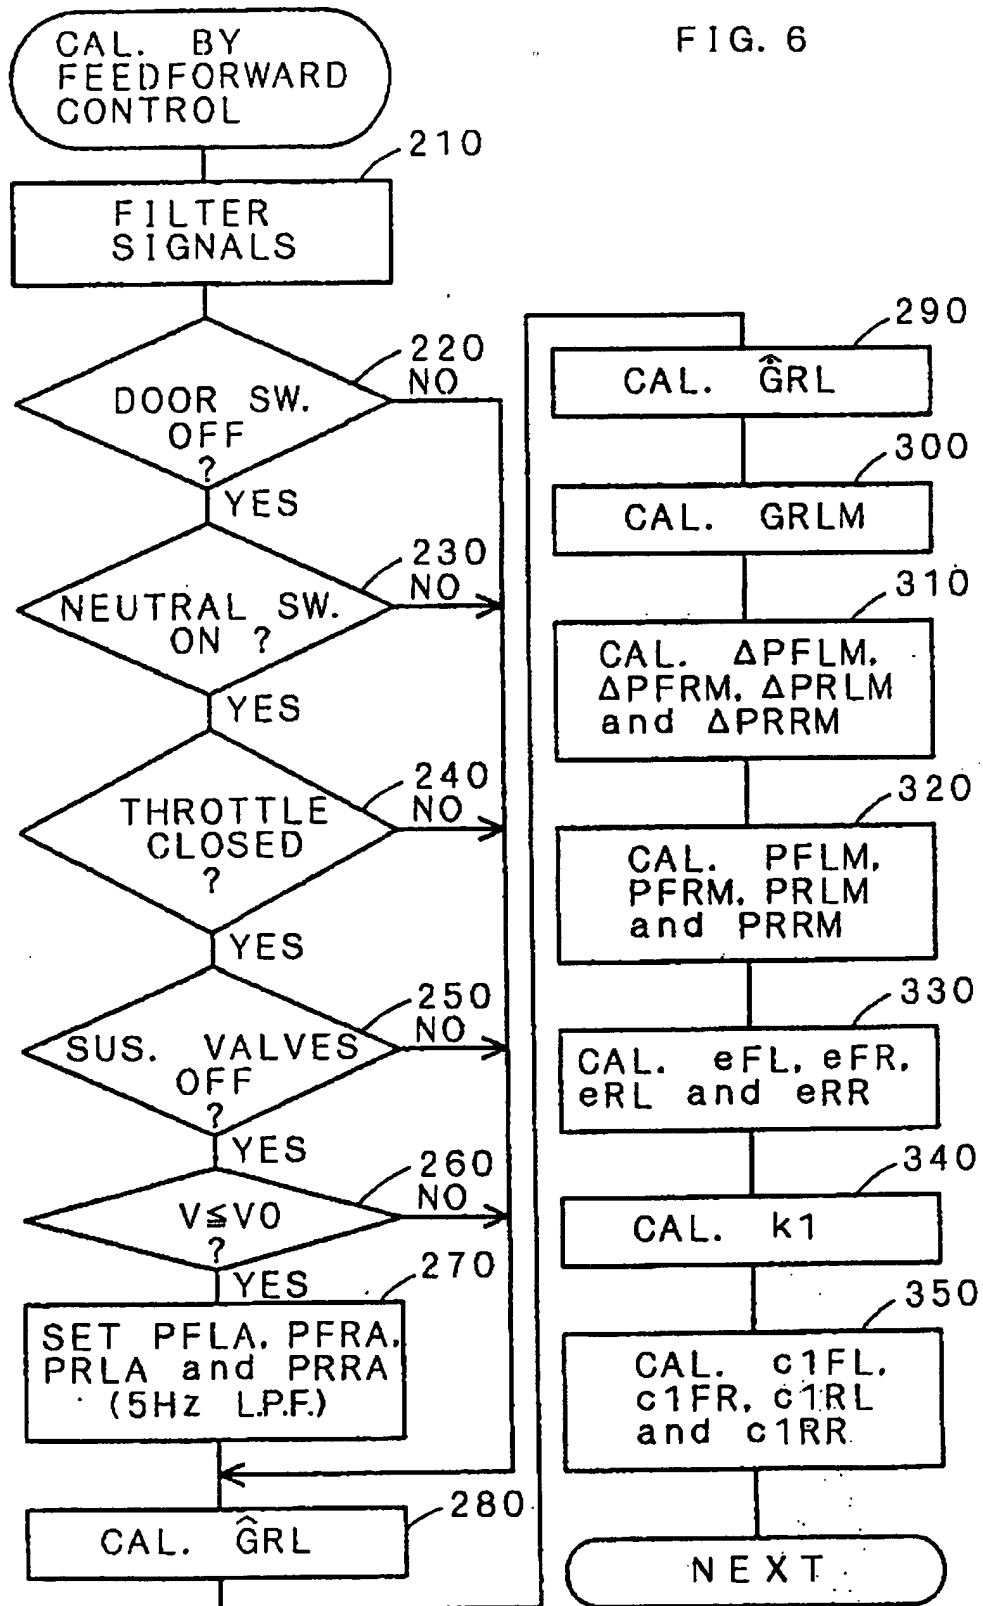 FIG. 6
CAL. BY
FEEDFORWARD
CONTROL
210
FILTER
SIGNALS
220
DOOR SW.
OFF
?
NO
YES
230
NEUTRAL SW.
ON ?
NO
YES
240
THROTTLE
CLOSED
?
NO
YES
250
SUS. VALVES
OFF
?
NO
YES
260
V≦V0
?
NO
YES
270
SET PFLA, PFRA,
PRLA and PRRA
(5Hz L.P.F.)
280
CAL. ĜRL
290
CAL. Ĝ̇RL
300
CAL. GRLM
310
CAL. ΔPFLM,
ΔPFRM, ΔPRLM
and ΔPRRM
320
CAL. PFLM,
PFRM, PRLM
and PRRM
330
CAL. eFL, eFR,
eRL and eRR
340
CAL. k1
350
CAL. c1FL,
c1FR, c1RL
and c1RR
NEXT